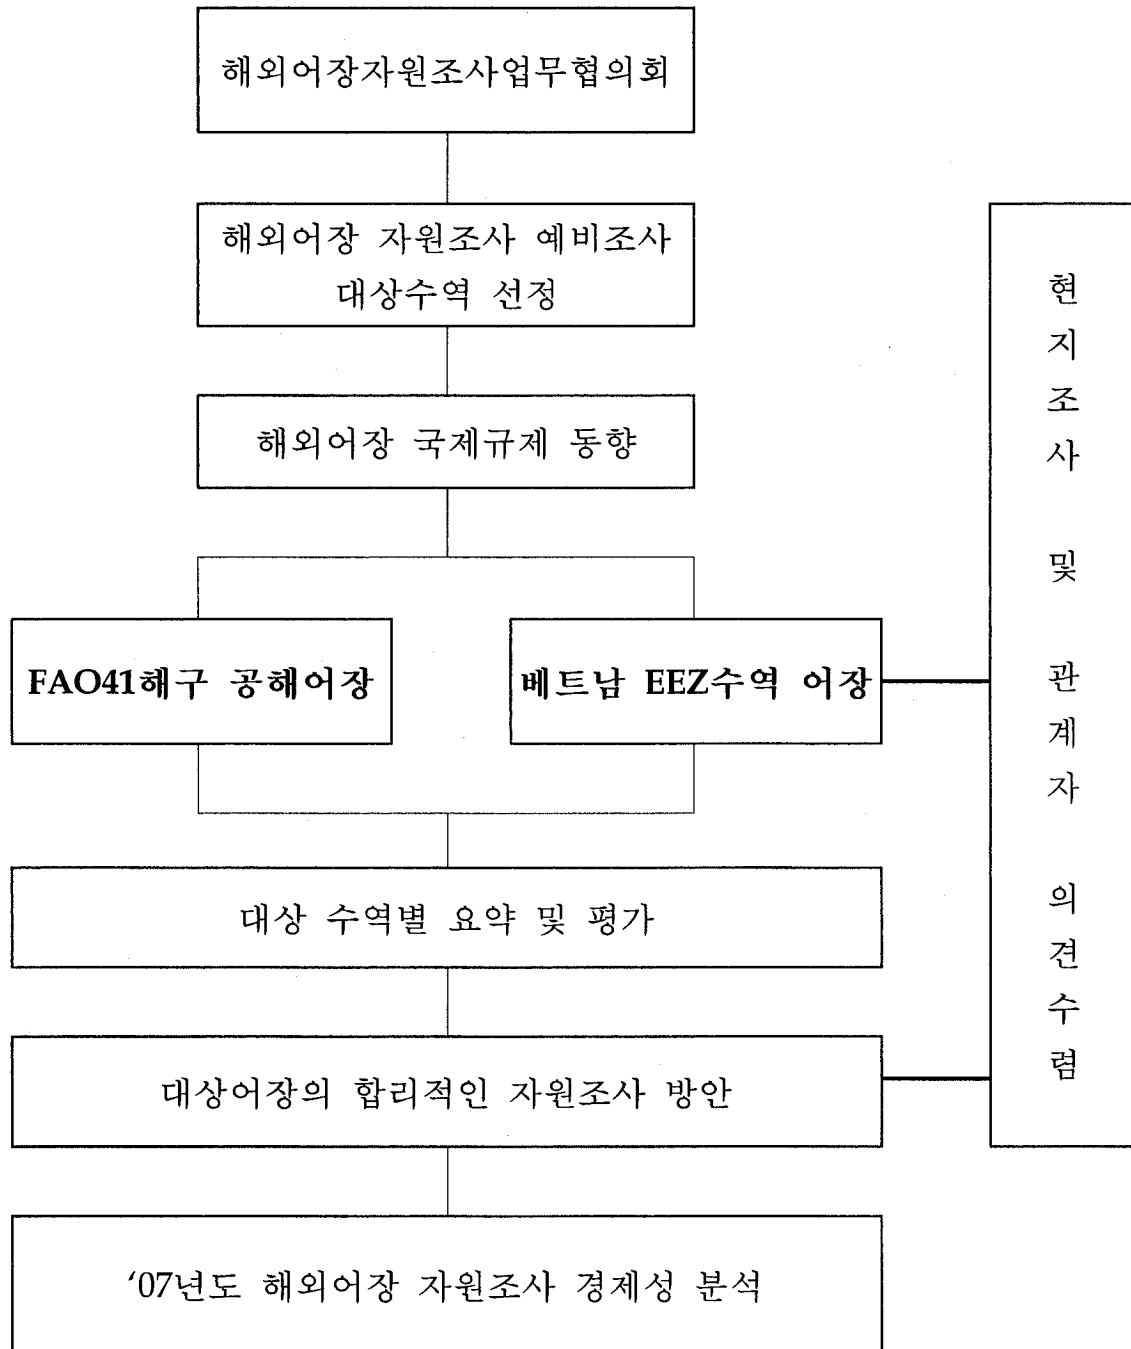 해외어장자원조사업무협의회
해외어장 자원조사 예비조사
대상수역 선정
해외어장 국제규제 동향
FAO41해구 공해어장
베트남 EEZ수역 어장
대상 수역별 요약 및 평가
대상어장의 합리적인 자원조사 방안
‘07년도 해외어장 자원조사 경제성 분석
현지조사 및 관계자 의견수렴